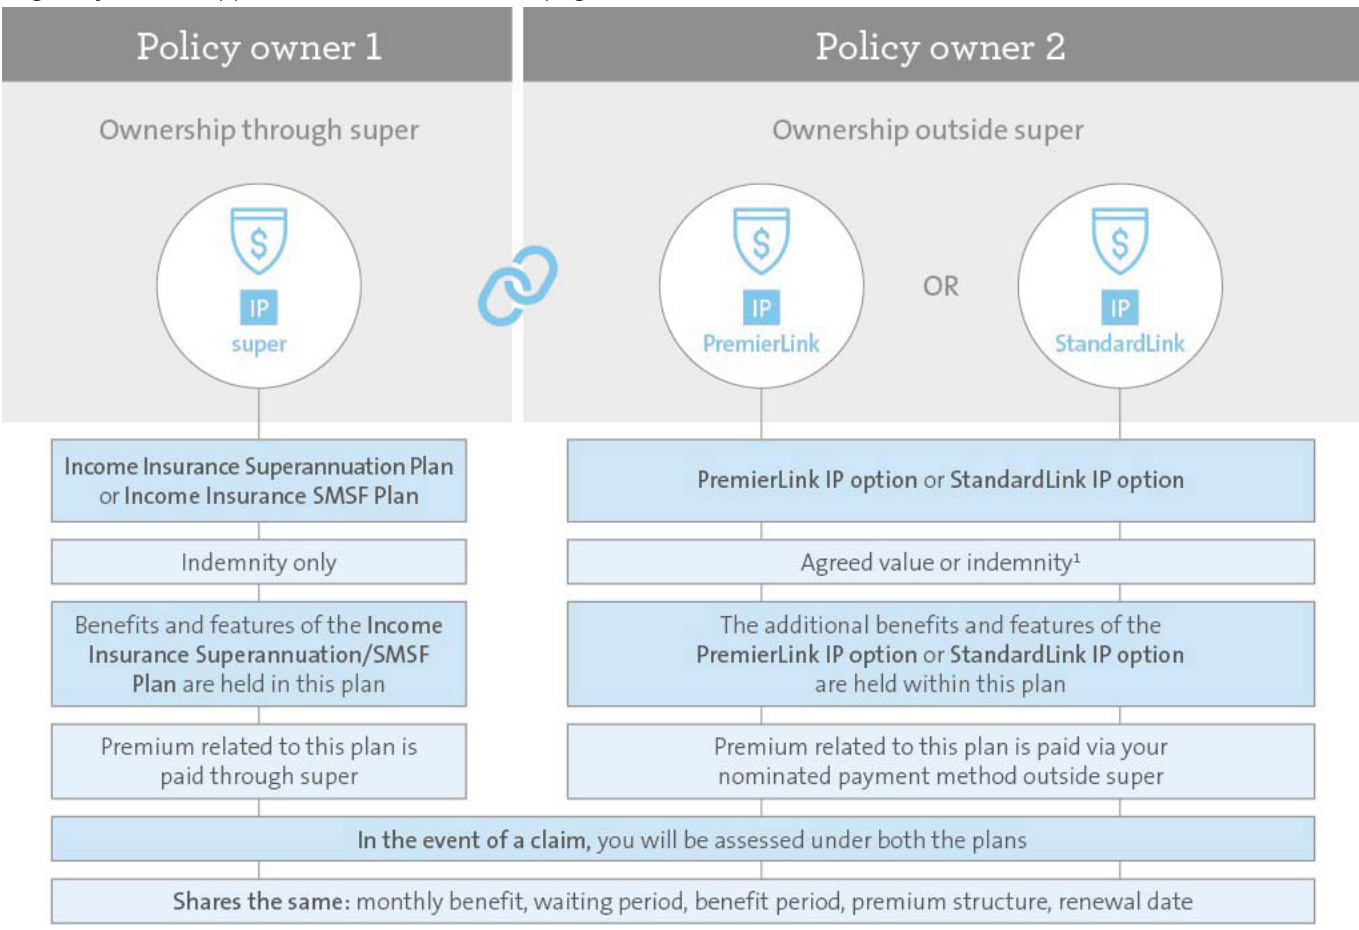 Policy owner 1
Policy owner 2
Ownership through super
Ownership outside super
$
IP
super
$
IP
PremierLink
OR
$
IP
StandardLink
Income Insurance Superannuation Plan
or Income Insurance SMSF Plan
PremierLink IP option or StandardLink IP option
Indemnity only
Agreed value or indemnity¹
Benefits and features of the Income
Insurance Superannuation/SMSF
Plan are held in this plan
The additional benefits and features of the
PremierLink IP option or StandardLink IP option
are held within this plan
Premium related to this plan is
paid through super
Premium related to this plan is paid via your
nominated payment method outside super
In the event of a claim, you will be assessed under both the plans
Shares the same: monthly benefit, waiting period, benefit period, premium structure, renewal date